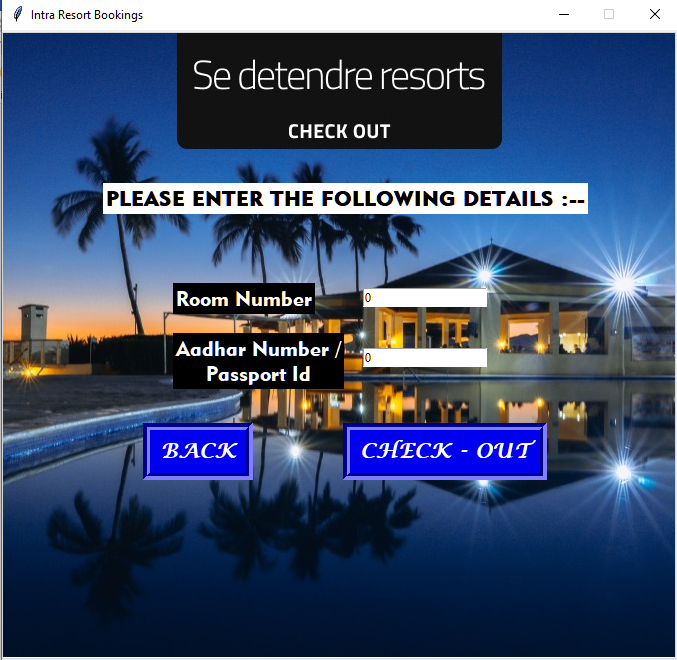 Intra Resort Bookings
Se detendre resorts
CHECK OUT
PLEASE ENTER THE FOLLOWING DETAILS :--
Room Number
0
Aadhar Number /
Passport Id
0
BACK
CHECK - OUT